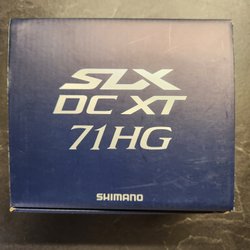 SLX
DC XT
71HG
SHIMANO